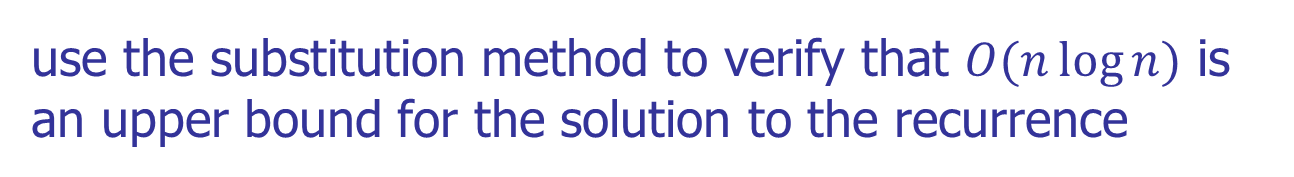 use the substitution method to verify that O(n log n) is
an upper bound for the solution to the recurrence